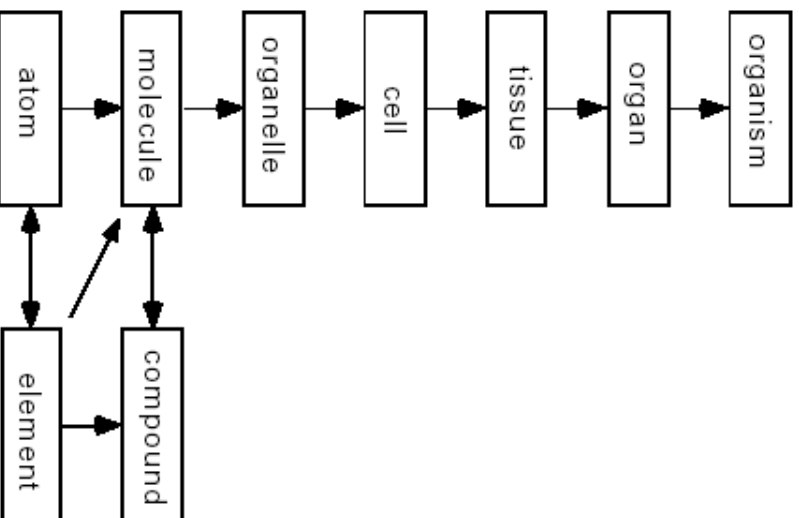 atom
molecule
organelle
cell
tissue
organ
organism
element
compound